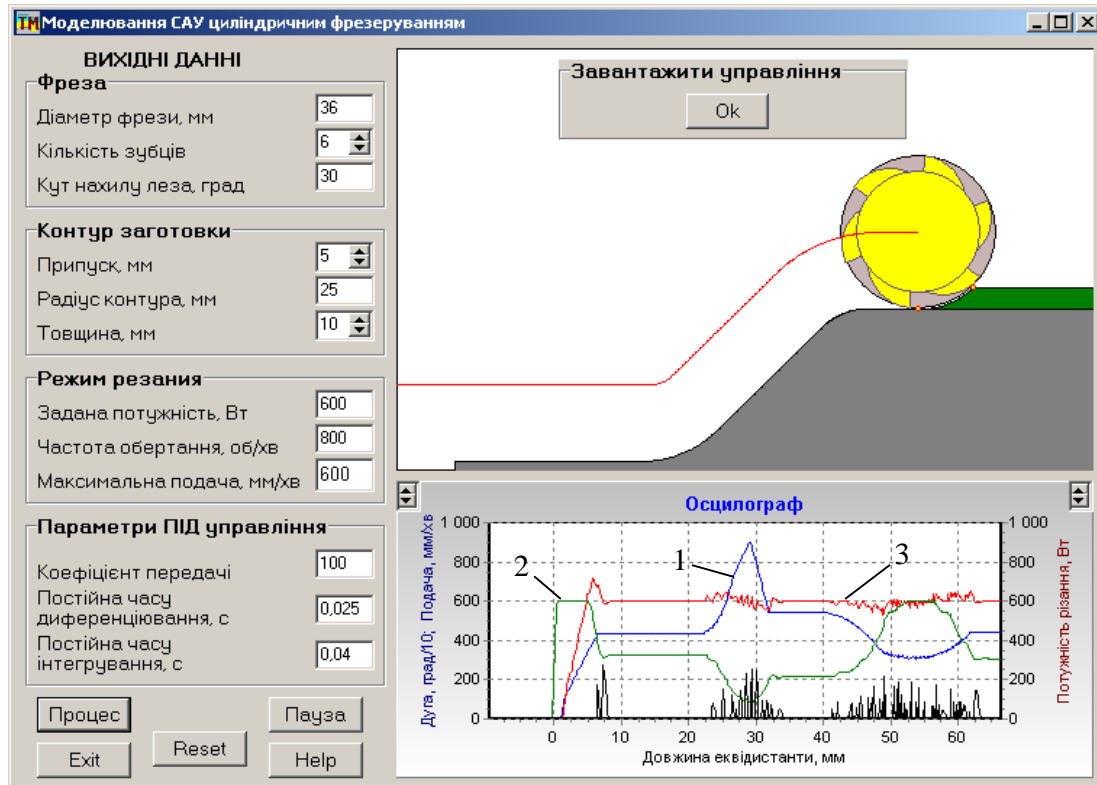 Моделювання САУ циліндричним фрезеруванням
ВИХІДНІ ДАННІ
Фреза
Діаметр фрези, мм 36
Кількість зубців 6
Кут нахилу леза, град 30
Контур заготовки
Припуск, мм 5
Радіус контура, мм 25
Товщина, мм 10
Режим резания
Задана потужність, Вт 600
Частота обертання, об/хв 800
Максимальна подача, мм/хв 600
Параметри ПІД управління
Коефіцієнт передачі 100
Постійна часу
диференціювання, с 0,025
Постійна часу
інтегрування, с 0,04
Процес Пауза
Exit Reset Help
Завантажити управління
Ok
Осцилограф
Дуга, град/10; Подача, мм/хв
1 000
800
600
400
200
0
1 000
800
600
400
200
0
Потужність різання, Вт
2 1 3
0 10 20 30 40 50 60
Довжина еквідистанти, мм